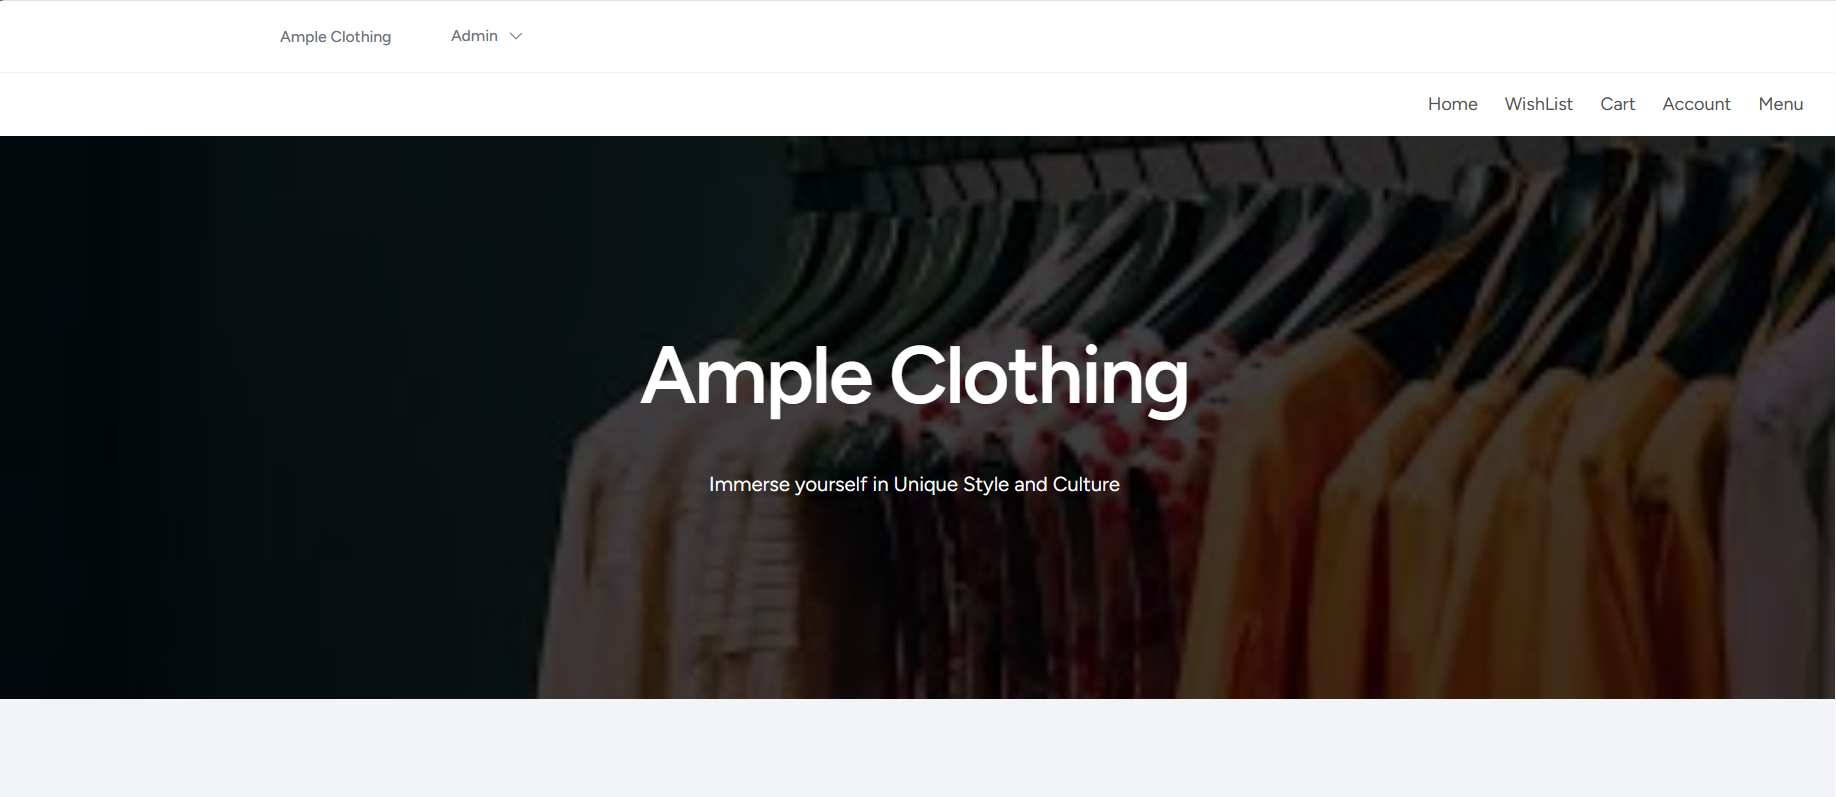 Ample Clothing Admin
Home WishList Cart Account Menu
Ample Clothing
Immerse yourself in Unique Style and Culture